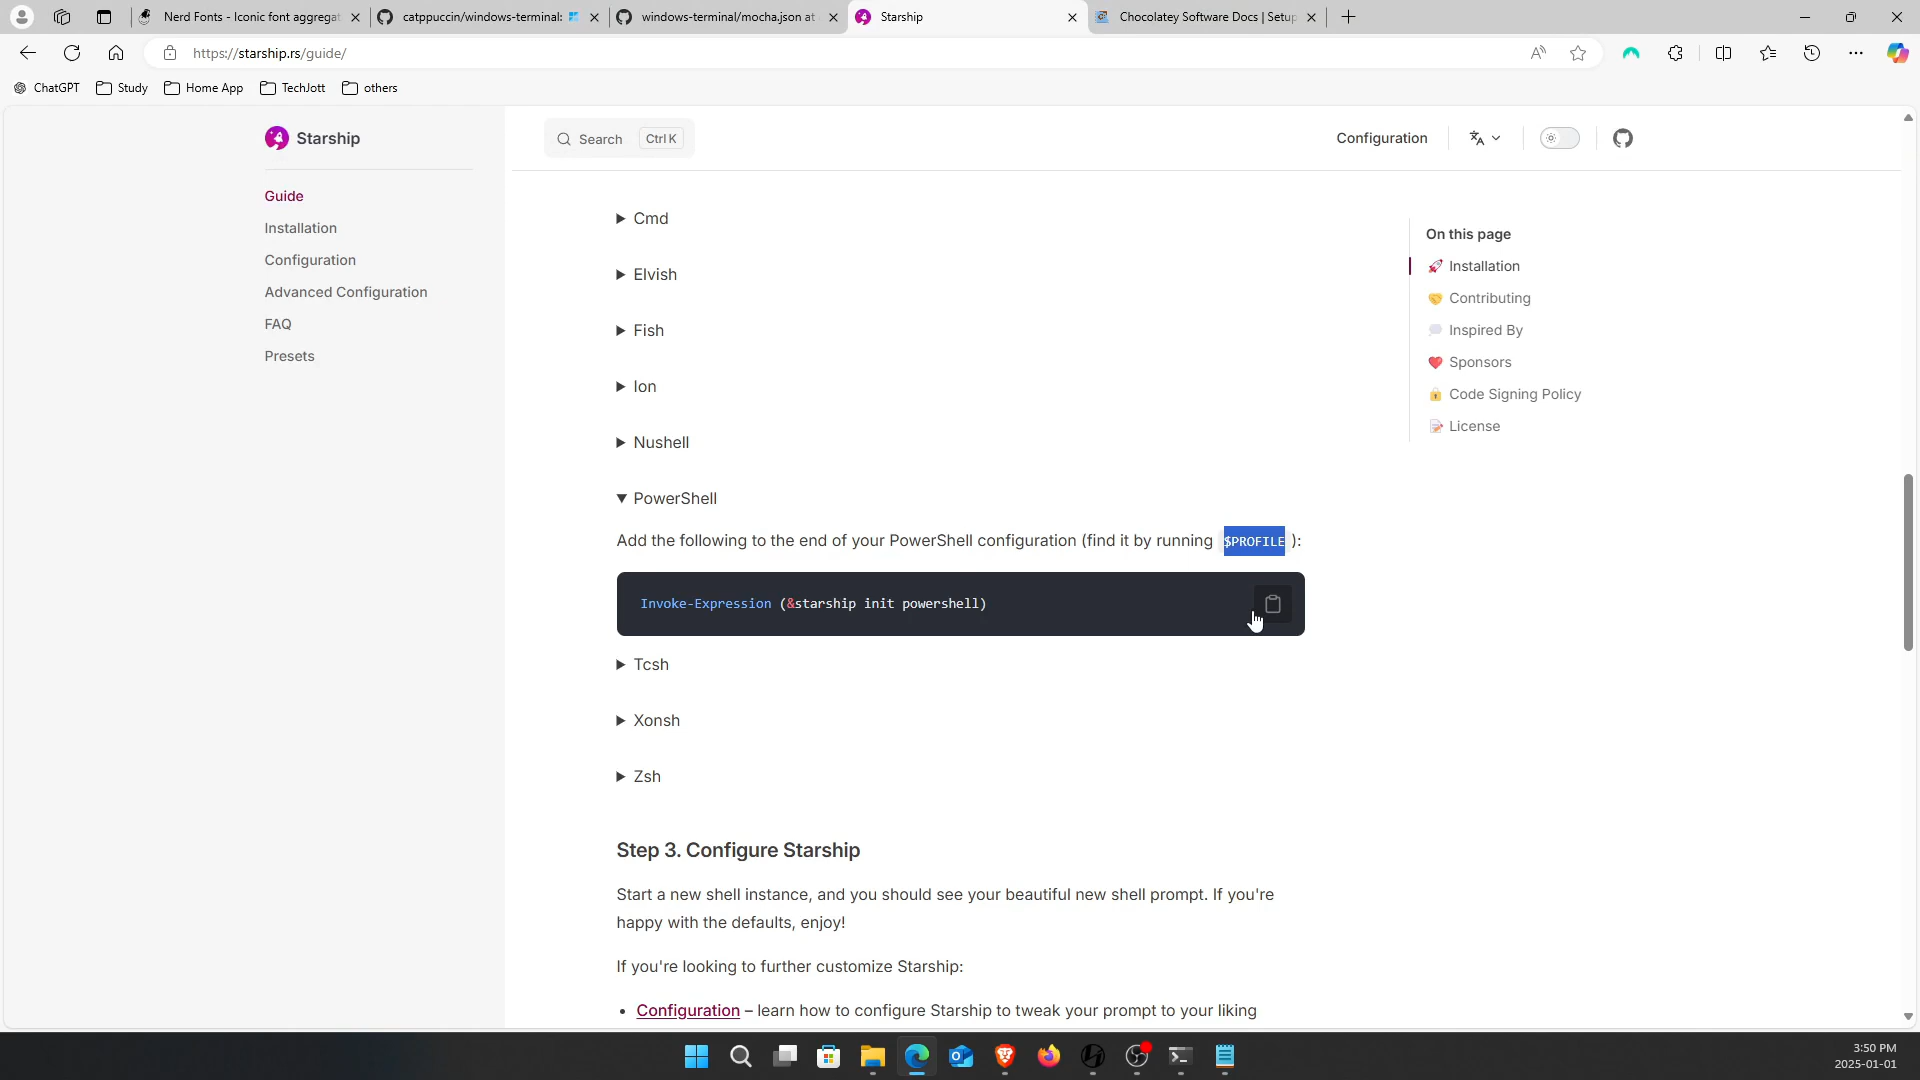 Nerd Fonts - Iconic font aggregat
catppuccin/windows-terminal:
windows-terminal/mocha.json at
Starship
Chocolatey Software Docs | Setup
https://starship.rs/guide/
ChatGPT
Study
Home App
TechJott
others
Starship
Search
Ctrl K
Configuration
Guide
Installation
Configuration
Advanced Configuration
FAQ
Presets
Cmd
Elvish
Fish
Ion
Nushell
PowerShell
Add the following to the end of your PowerShell configuration (find it by running $PROFILE ):
Invoke-Expression (&starship init powershell)
Tcsh
Xonsh
Zsh
Step 3. Configure Starship
Start a new shell instance, and you should see your beautiful new shell prompt. If you're
happy with the defaults, enjoy!
If you're looking to further customize Starship:
• Configuration – learn how to configure Starship to tweak your prompt to your liking
On this page
🚀 Installation
🤝 Contributing
💭 Inspired By
❤️ Sponsors
🔒 Code Signing Policy
📝 License
3:50 PM
2025-01-01